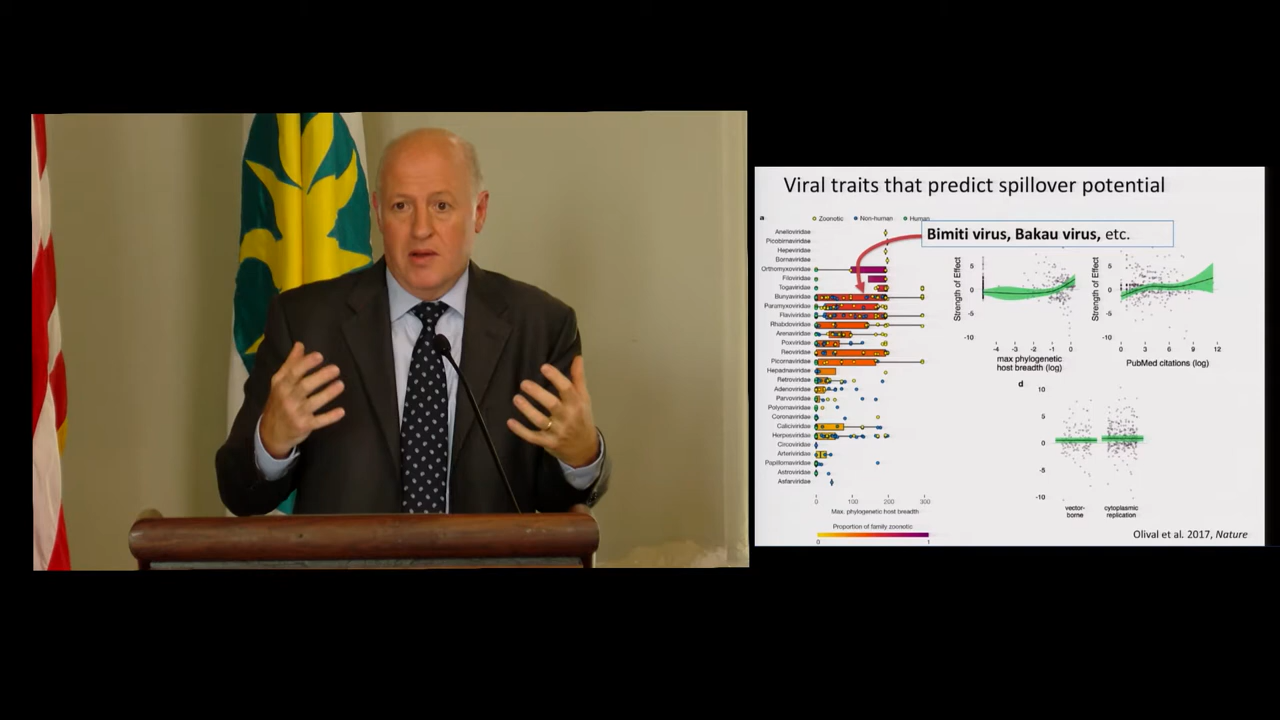 Viral traits that predict spillover potential
a
Zoonotic
Non-human
Human
Bimiti virus, Bakau virus, etc.
Anelloviridae
Picobirnaviridae
Hepeviridae
Bornaviridae
Orthomyxoviridae
Filoviridae
Togaviridae
Bunyaviridae
Paramyxoviridae
Flaviviridae
Rhabdoviridae
Arenaviridae
Poxviridae
Reoviridae
Picornaviridae
Hepadnaviridae
Retroviridae
Adenoviridae
Parvoviridae
Polyomaviridae
Coronaviridae
Caliciviridae
Herpesviridae
Circoviridae
Arteriviridae
Papillomaviridae
Astroviridae
Asfarviridae
0 100 200 300
Max. phylogenetic host breadth
Proportion of family zoonotic
0 1
Strength of Effect
5
0
-5
-10
-4 -3 -2 -1 0
max phylogenetic
host breadth (log)
Strength of Effect
5
0
-5
-10
0 3 6 9 12
PubMed citations (log)
d
10
5
0
-5
-10
vector-
borne
cytoplasmic
replication
Olival et al. 2017, Nature